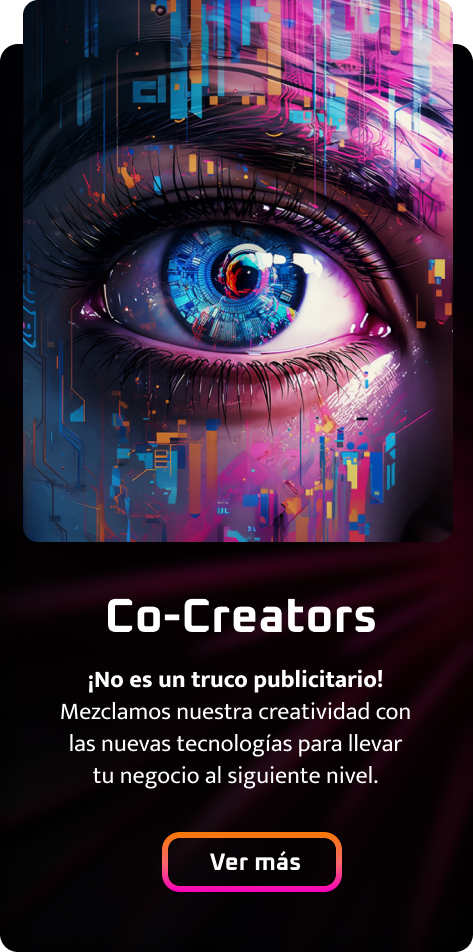 Co-Creators
¡No es un truco publicitario!
Mezclamos nuestra creatividad con
las nuevas tecnologías para llevar
tu negocio al siguiente nivel.
Ver más